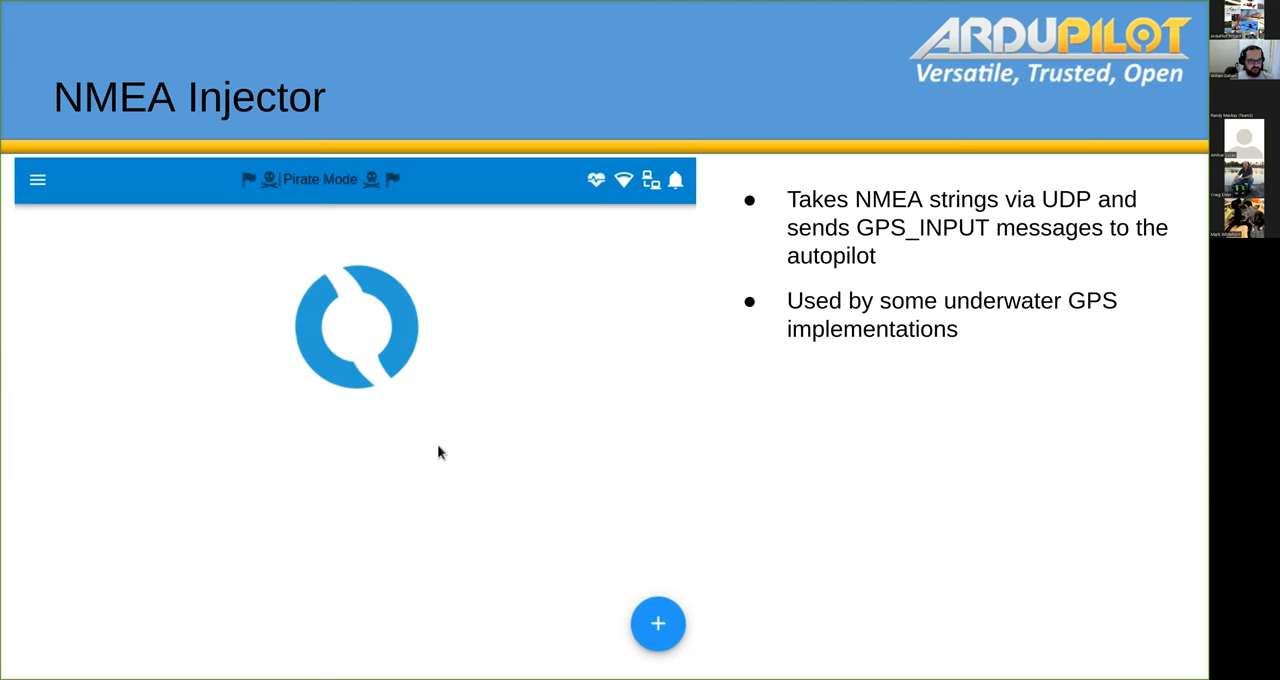 ARDUPILOT
Versatile, Trusted, Open
NMEA Injector
Pirate Mode
● Takes NMEA strings via UDP and
sends GPS_INPUT messages to the
autopilot
● Used by some underwater GPS
implementations
+